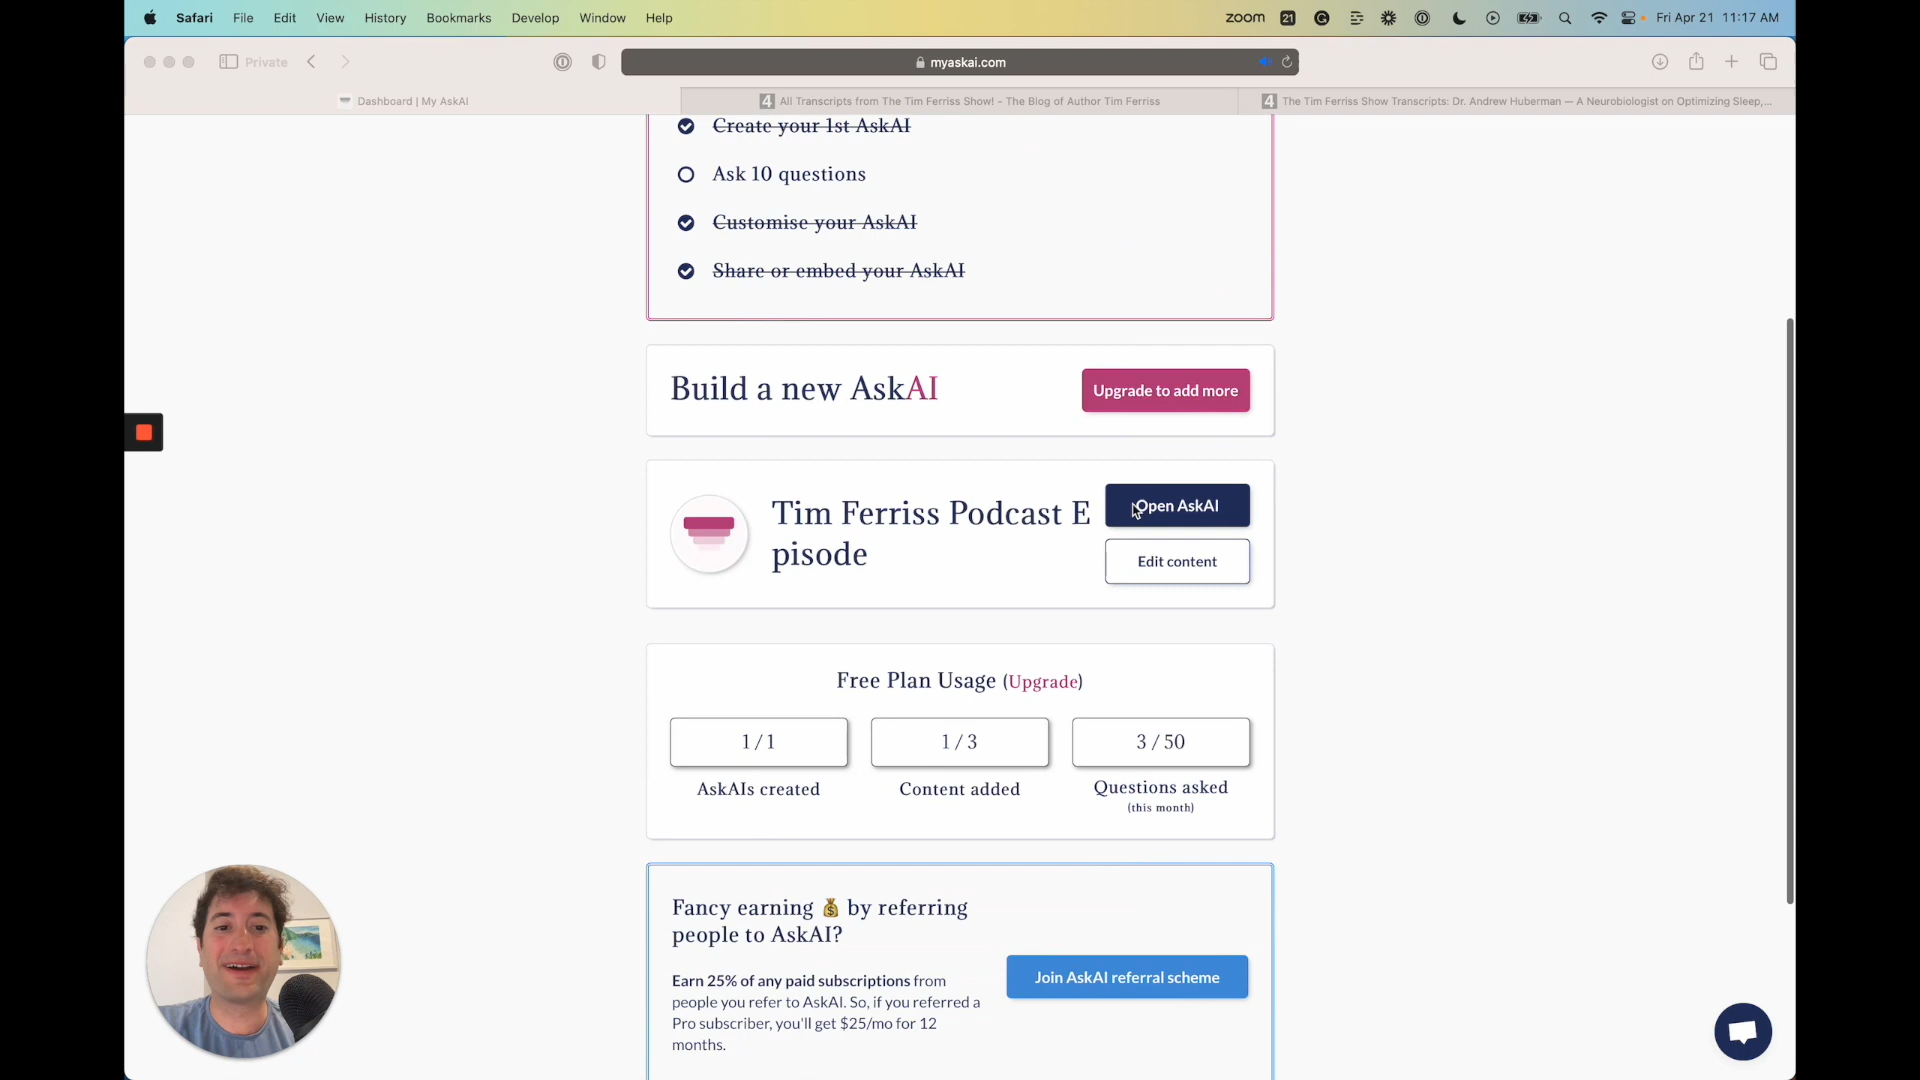 Safari File Edit View History Bookmarks Develop Window Help
zoom 21 Fri Apr 21 11:17 AM
Private
myaskai.com
Dashboard | My AskAI
4 All Transcripts from The Tim Ferriss Show! - The Blog of Author Tim Ferriss
4 The Tim Ferriss Show Transcripts: Dr. Andrew Huberman — A Neurobiologist on Optimizing Sleep,...
Create your 1st AskAI
Ask 10 questions
Customise your AskAI
Share or embed your AskAI
Build a new AskAI
Upgrade to add more
Tim Ferriss Podcast E
pisode
Open AskAI
Edit content
Free Plan Usage (Upgrade)
1 / 1
1 / 3
3 / 50
AskAIs created
Content added
Questions asked
(this month)
Fancy earning 💰 by referring
people to AskAI?
Earn 25% of any paid subscriptions from
people you refer to AskAI. So, if you referred a
Pro subscriber, you'll get $25/mo for 12
months.
Join AskAI referral scheme